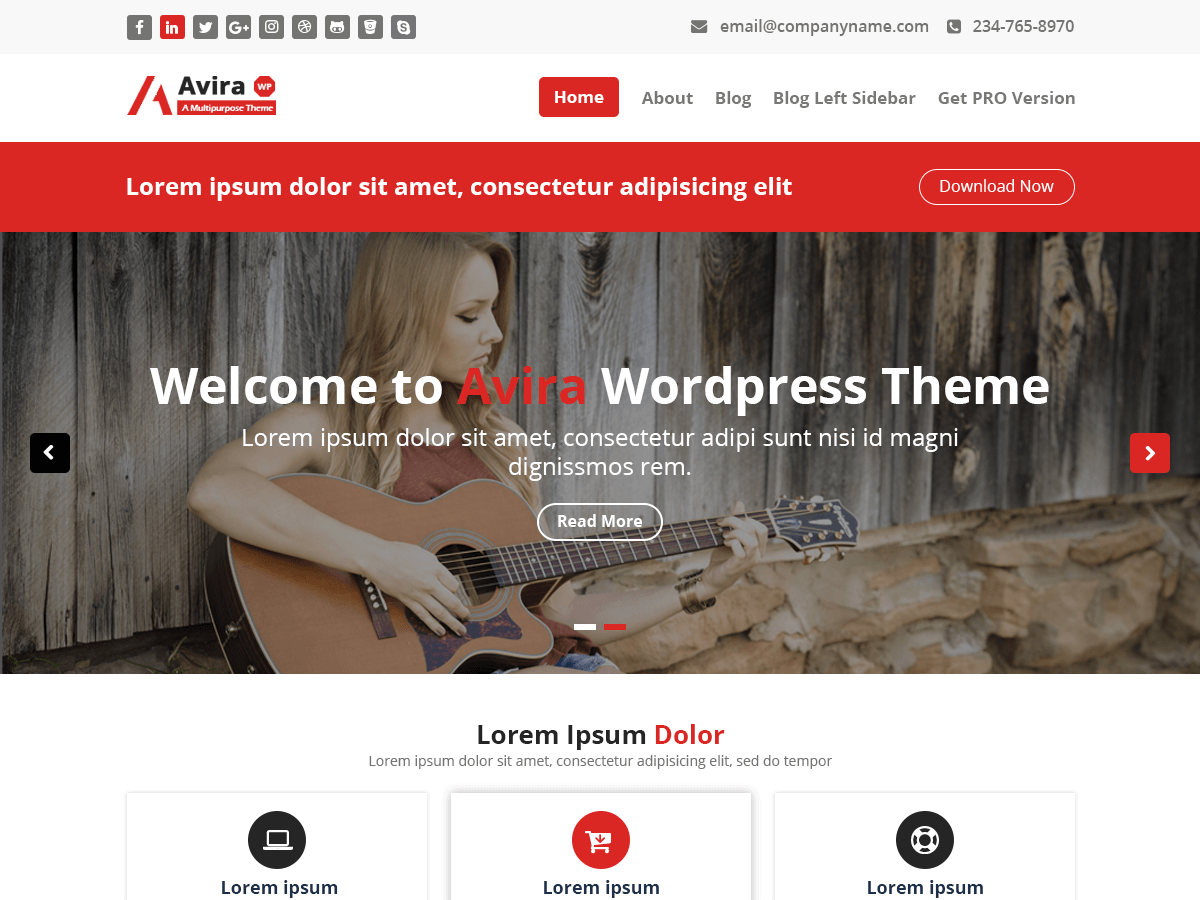 email@companyname.com 234-765-8970
Avira WP
A Multipurpose Theme
Home About Blog Blog Left Sidebar Get PRO Version
Lorem ipsum dolor sit amet, consectetur adipisicing elit
Download Now
Welcome to Avira Wordpress Theme
Lorem ipsum dolor sit amet, consectetur adipi sunt nisi id magni
dignissmos rem.
Read More
Lorem Ipsum Dolor
Lorem ipsum dolor sit amet, consectetur adipisicing elit, sed do tempor
Lorem ipsum Lorem ipsum Lorem ipsum